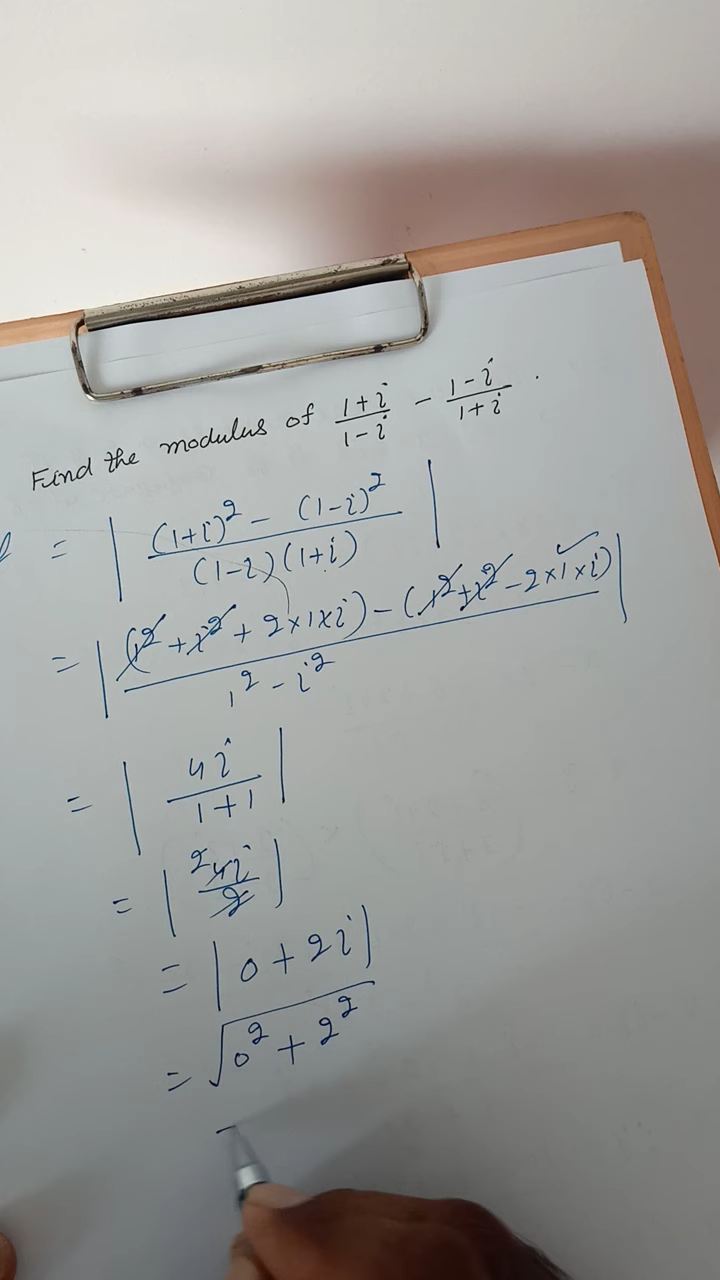 Find the modulus of (1+i)/(1-i) - (1-i)/(1+i) .
= | ((1+i)² - (1-i)²)/((1-i)(1+i)) |
= | ((1² + i² + 2×1×i) - (1² + i² - 2×1×i))/(1² - i²) |
= | 4i/(1+1) |
= | 2 4i/2 |
= | 0 + 2i |
= √(0² + 2²)